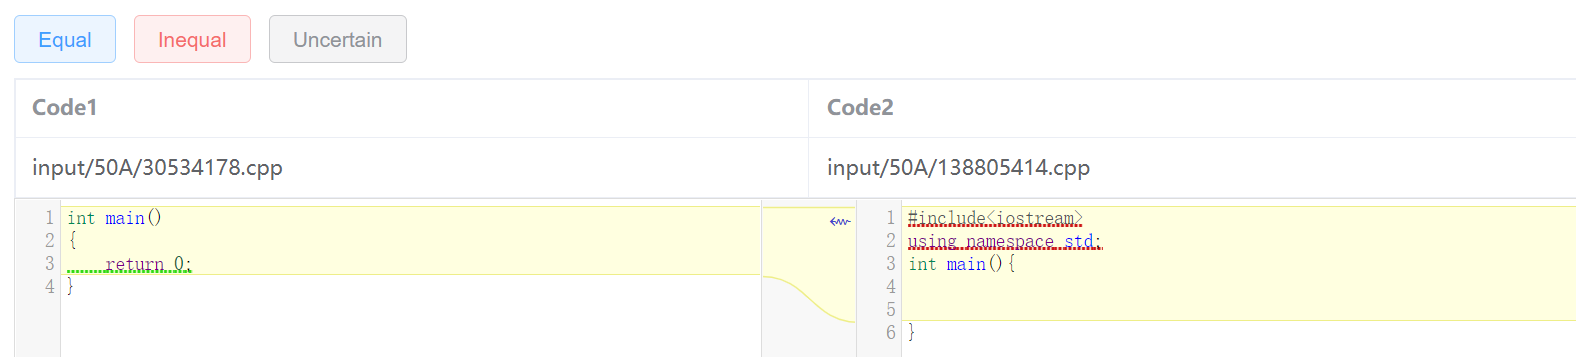 Equal Inequal Uncertain
Code1 Code2
input/50A/30534178.cpp input/50A/138805414.cpp
1 int main()
2 {
3     return 0;
4 }
1 #include<iostream>
2 using namespace std;
3 int main(){
4
5
6 }